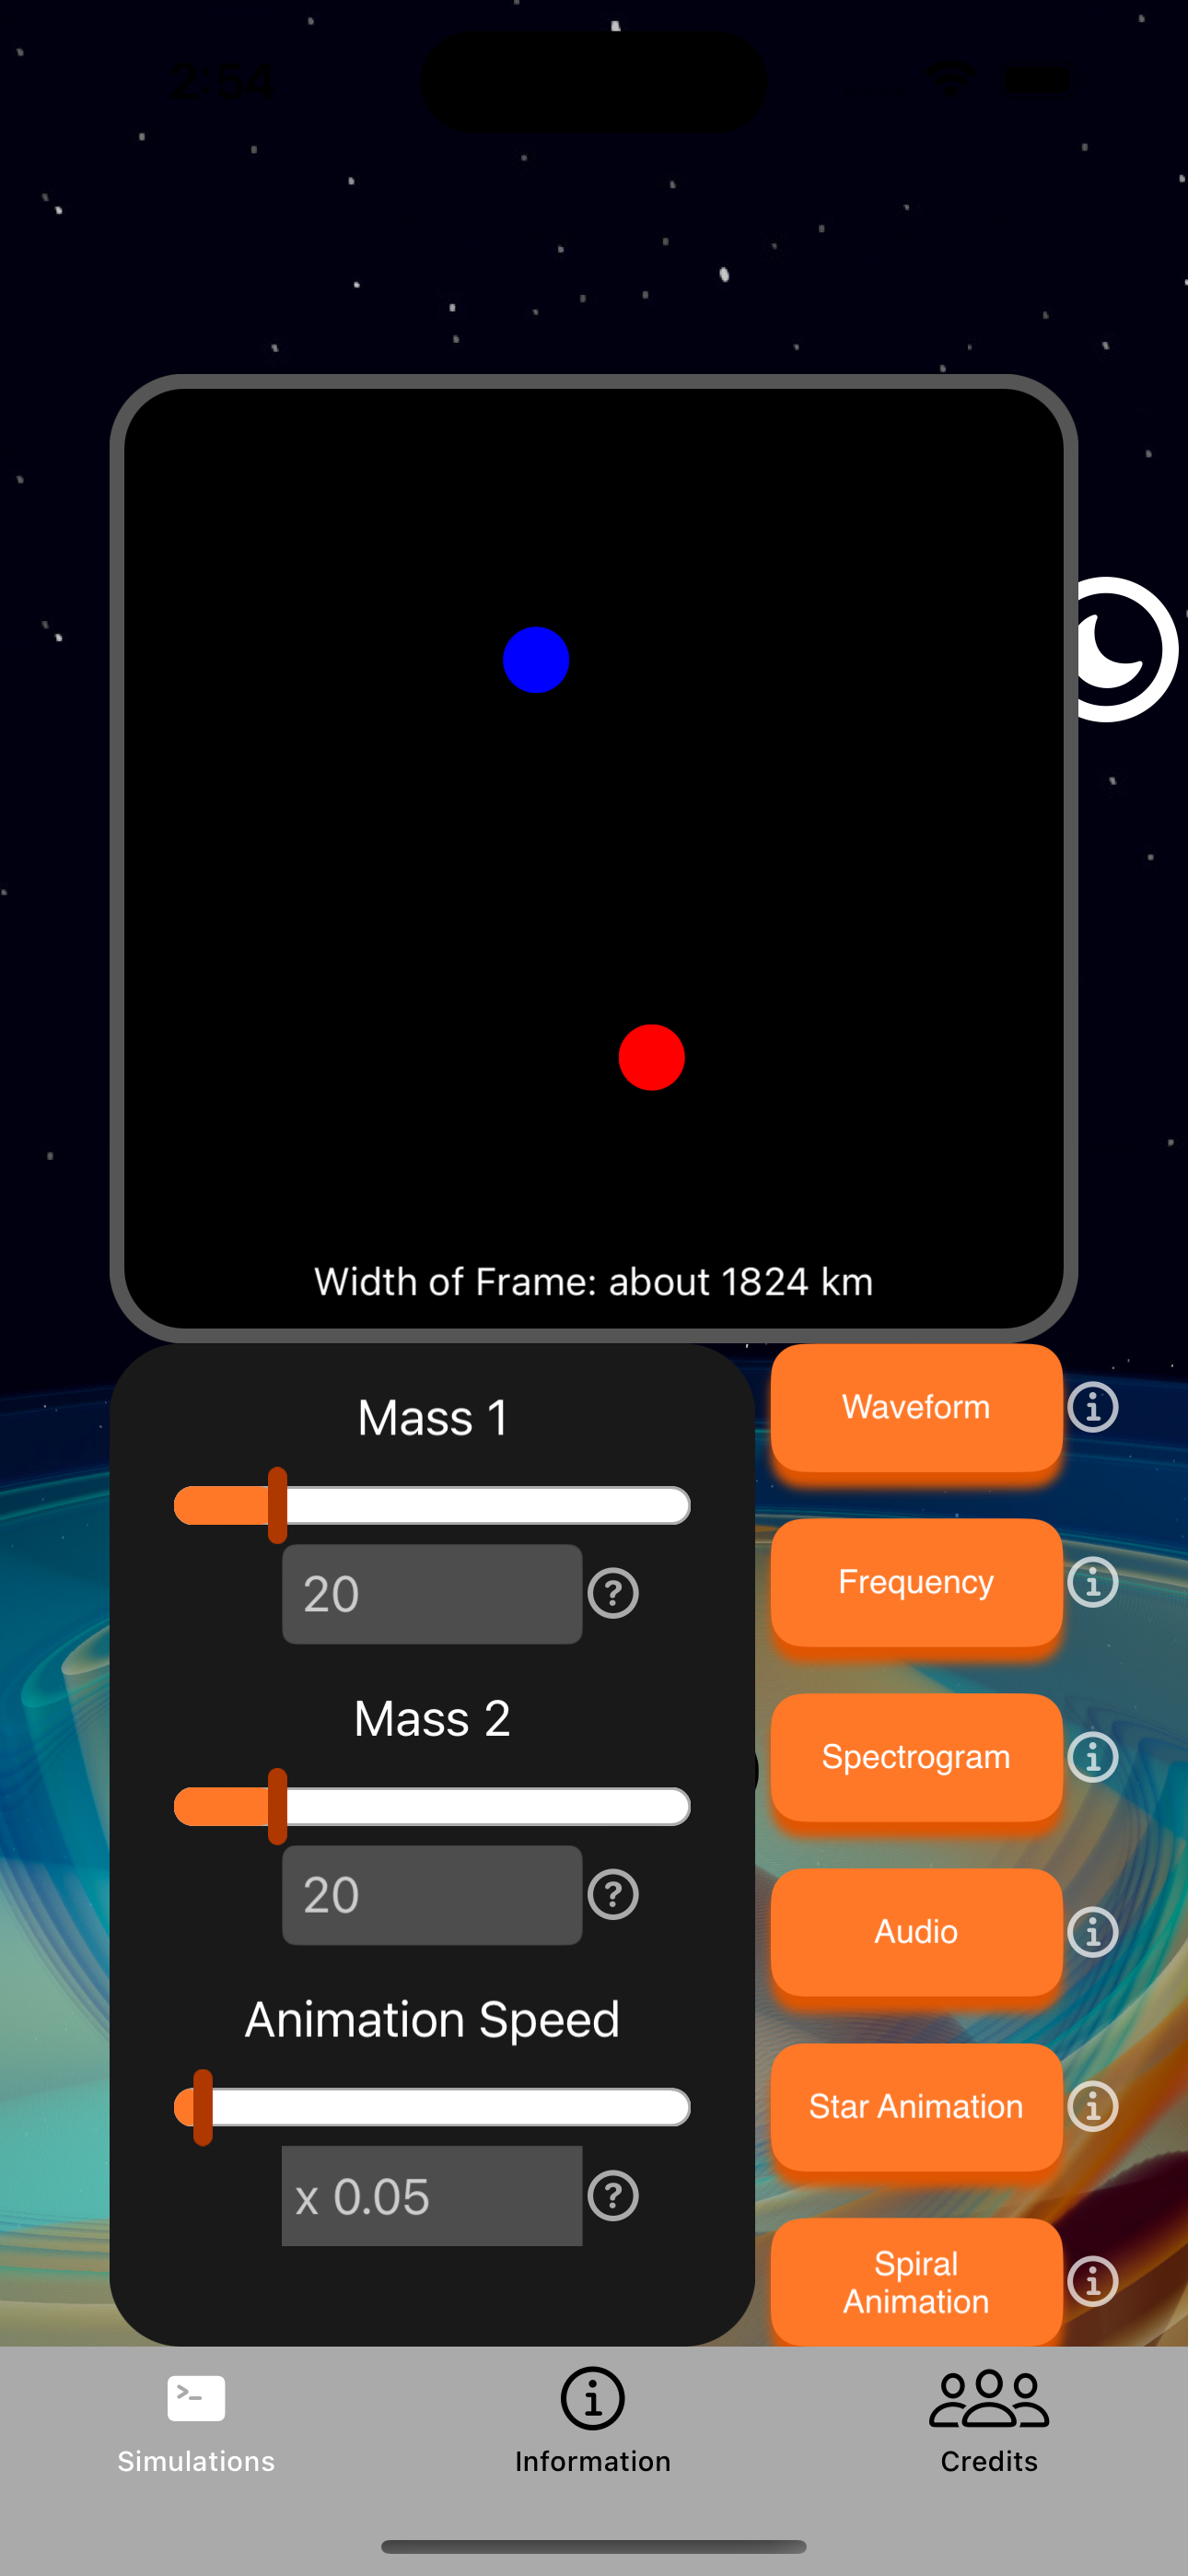 2:54
Width of Frame: about 1824 km
Mass 1
20
Mass 2
20
Animation Speed
x 0.05
Waveform
Frequency
Spectrogram
Audio
Star Animation
Spiral
Animation
Simulations
Information
Credits